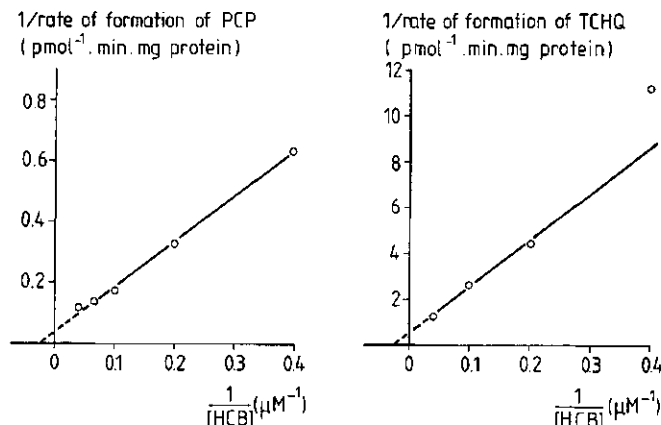 1/rate of formation of PCP
(pmol⁻¹.min.mg protein)
0.8
0.6
0.4
0.2
0
0.1
0.2
0.3
0.4
1
[HCB]
(μM⁻¹)
1/rate of formation of TCHQ
(pmol⁻¹.min.mg protein)
12
10
8
6
4
2
0
0.1
0.2
0.3
0.4
1
[HCB]
(μM⁻¹)